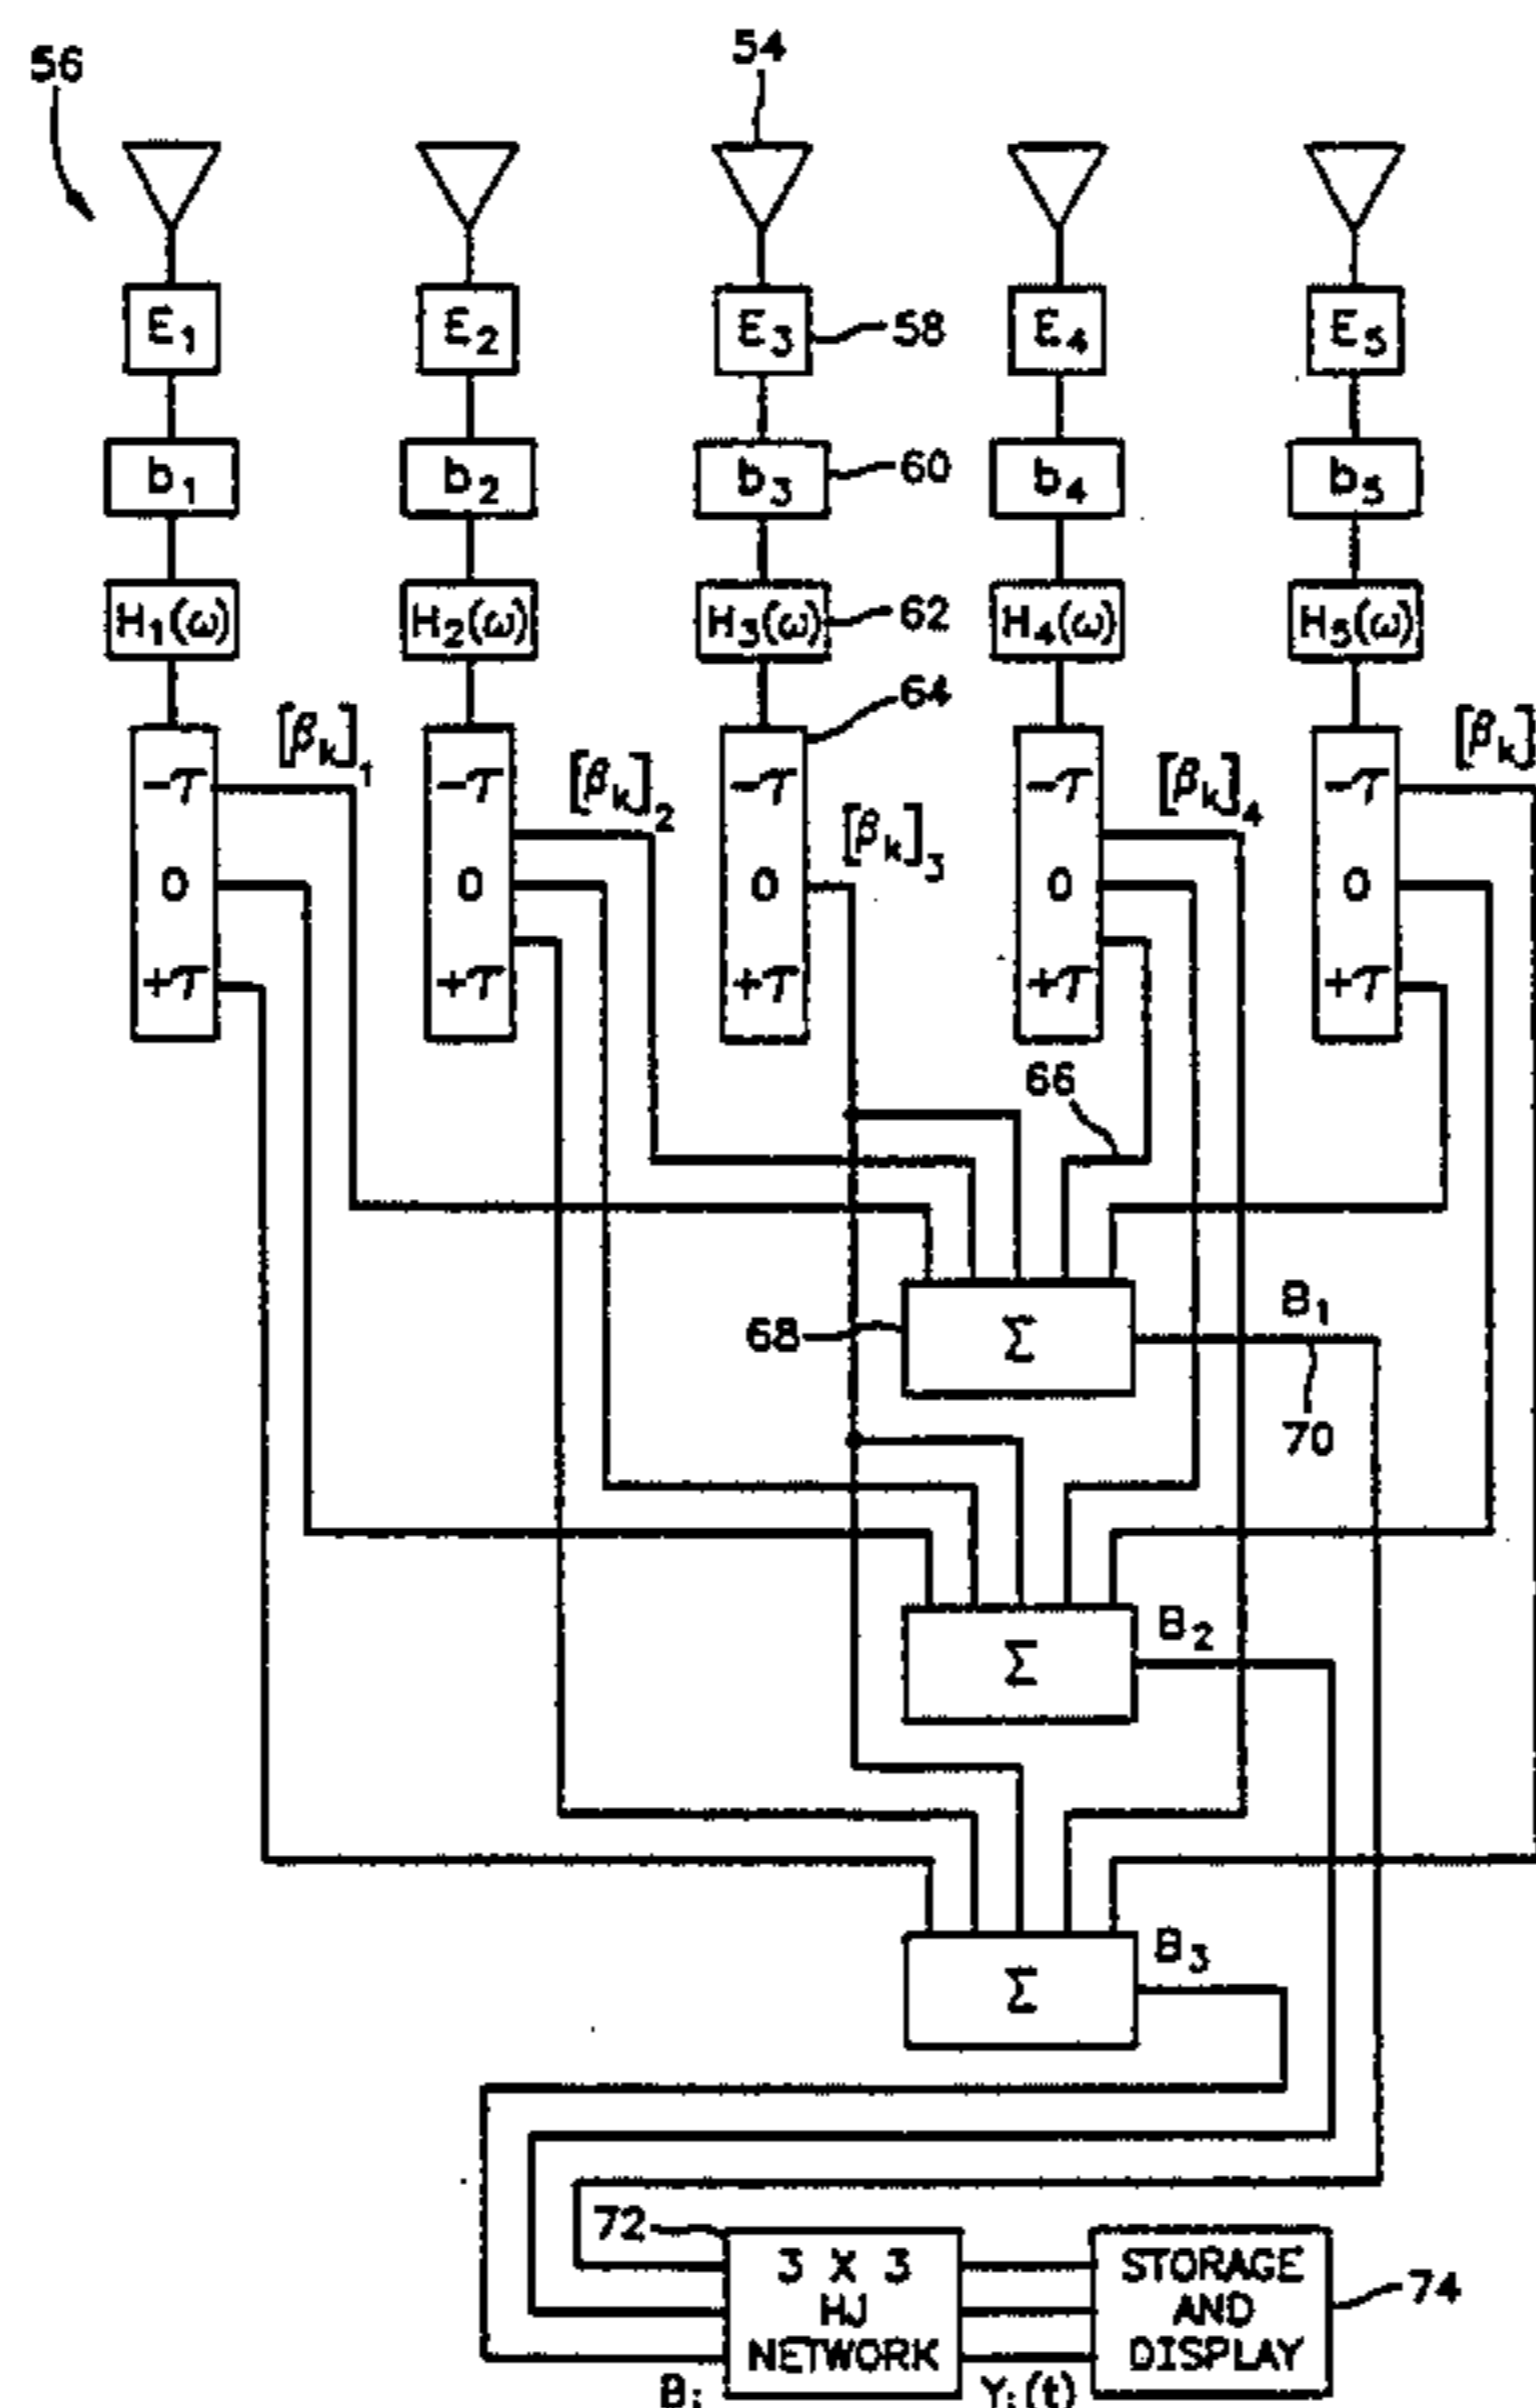 54
56
E1 E2 E3 58 E4 E5
b1 b2 b3 60 b4 b5
H1(ω) H2(ω) H3(ω) 62 H4(ω) H5(ω)
64
[βk]1 [βk]2 [βk]3 [βk]4 [βk]
-τ -τ -τ -τ -τ
0 0 0 0 0
+τ +τ +τ +τ +τ
66
B1
68 Σ
70
B2
Σ
B3
Σ
72
3 X 3 STORAGE
HJ AND 74
NETWORK DISPLAY
Yi(t)